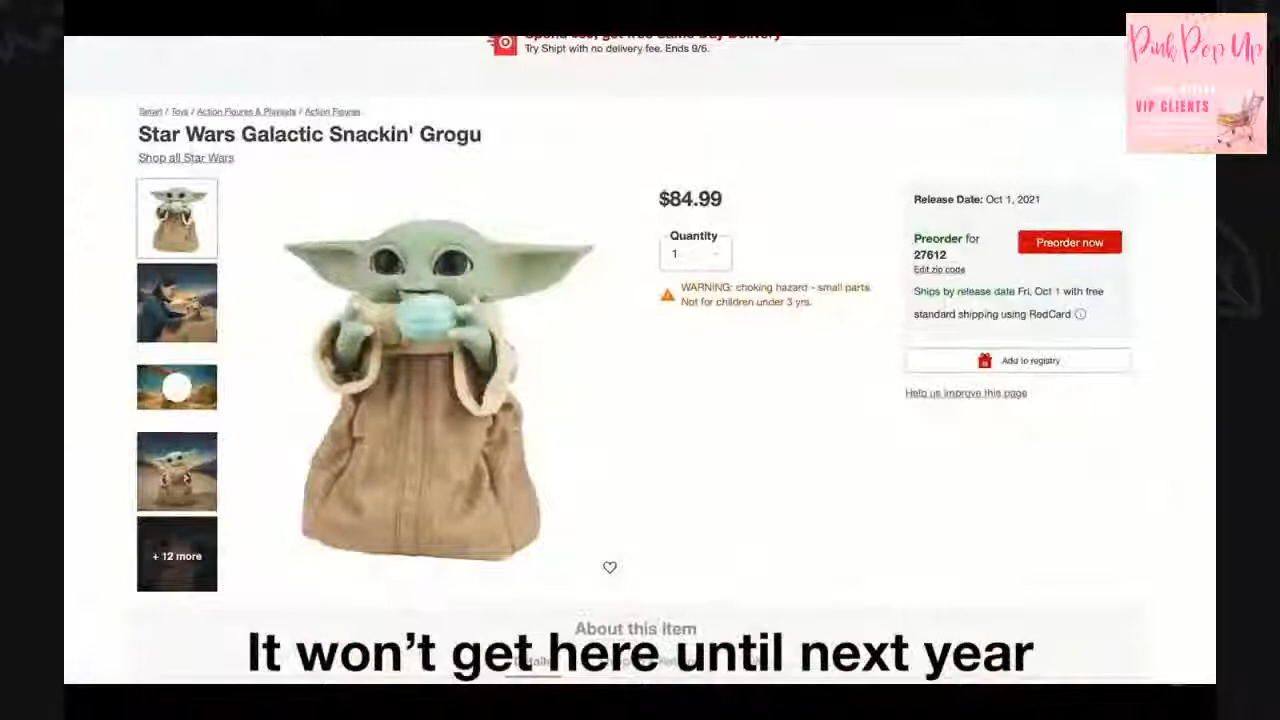 Try Shipt with no delivery fee. Ends 9/6.
Pink Pop Up
VIP CLIENTS
/ Toys / Action Figures & Playsets / Action Figures
Star Wars Galactic Snackin' Grogu
Shop all Star Wars
$84.99
Quantity
1
WARNING: choking hazard - small parts.
Not for children under 3 yrs.
Release Date: Oct 1, 2021
Preorder for
27612
Edit zip code
Preorder now
Ships by release date Fri, Oct 1 with free
standard shipping using RedCard
Add to registry
Help us improve this page
+ 12 more
About this item
It won't get here until next year